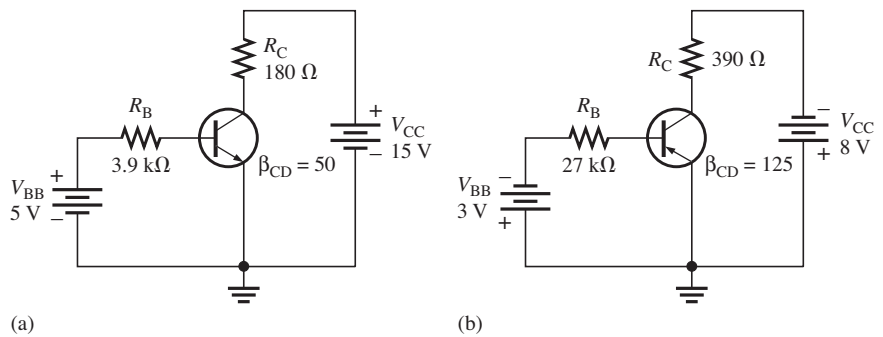 R_C
180 Ω
R_B
3.9 kΩ
β_CD = 50
+
V_CC
15 V
−
+
V_BB
5 V
−
(a)
R_C
390 Ω
R_B
27 kΩ
β_CD = 125
−
V_CC
8 V
+
−
V_BB
3 V
+
(b)